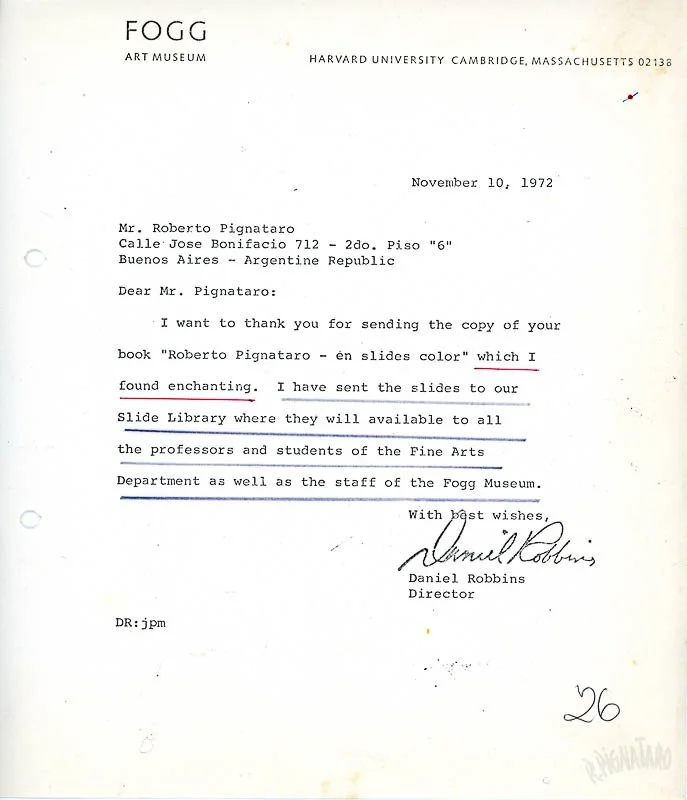 FOGG
ART MUSEUM
HARVARD UNIVERSITY CAMBRIDGE, MASSACHUSETTS 02138
November 10, 1972
Mr. Roberto Pignataro
Calle Jose Bonifacio 712 - 2do. Piso "6"
Buenos Aires - Argentine Republic
Dear Mr. Pignataro:
I want to thank you for sending the copy of your
book "Roberto Pignataro - en slides color" which I
found enchanting. I have sent the slides to our
Slide Library where they will available to all
the professors and students of the Fine Arts
Department as well as the staff of the Fogg Museum.
With best wishes,
Daniel Robbins
Daniel Robbins
Director
DR:jpm
26
R.PIGNATARO